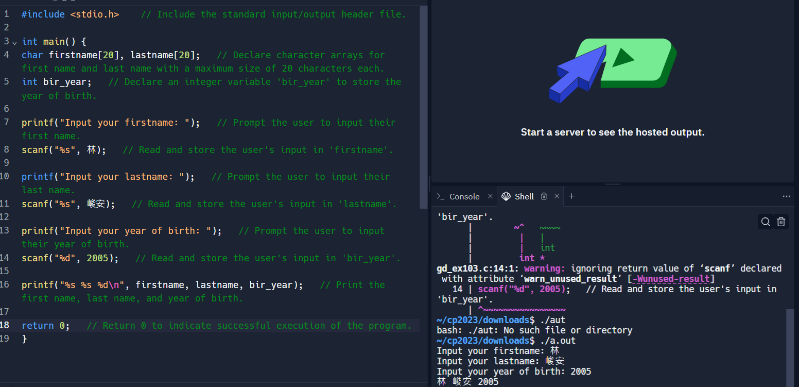 1 #include <stdio.h> // Include the standard input/output header file.
2
3 int main() {
4 char firstname[20], lastname[20]; // Declare character arrays for
first name and last name with a maximum size of 20 characters each.
5 int bir_year; // Declare an integer variable 'bir_year' to store the
year of birth.
6
7 printf("Input your firstname: "); // Prompt the user to input their
first name.
8 scanf("%s", 林); // Read and store the user's input in 'firstname'.
9
10 printf("Input your lastname: "); // Prompt the user to input their
last name.
11 scanf("%s", 峻安); // Read and store the user's input in 'lastname'.
12
13 printf("Input your year of birth: "); // Prompt the user to input
their year of birth.
14 scanf("%d", 2005); // Read and store the user's input in 'bir_year'.
15
16 printf("%s %s %d\n", firstname, lastname, bir_year); // Print the
first name, last name, and year of birth.
17
18 return 0; // Return 0 to indicate successful execution of the program.
19 }
Start a server to see the hosted output.
Console × Shell × +
'bir_year'.
| ~^ ~~~~
| | |
| | int
| int *
gd_ex103.c:14:1: warning: ignoring return value of ‘scanf’ declared
with attribute ‘warn_unused_result’ [-Wunused-result]
14 | scanf("%d", 2005); // Read and store the user's input in
'bir_year'.
| ^~~~~~~~~~~~~~~~~
~/cp2023/downloads$ ./aut
bash: ./aut: No such file or directory
~/cp2023/downloads$ ./a.out
Input your firstname: 林
Input your lastname: 峻安
Input your year of birth: 2005
林 峻安 2005